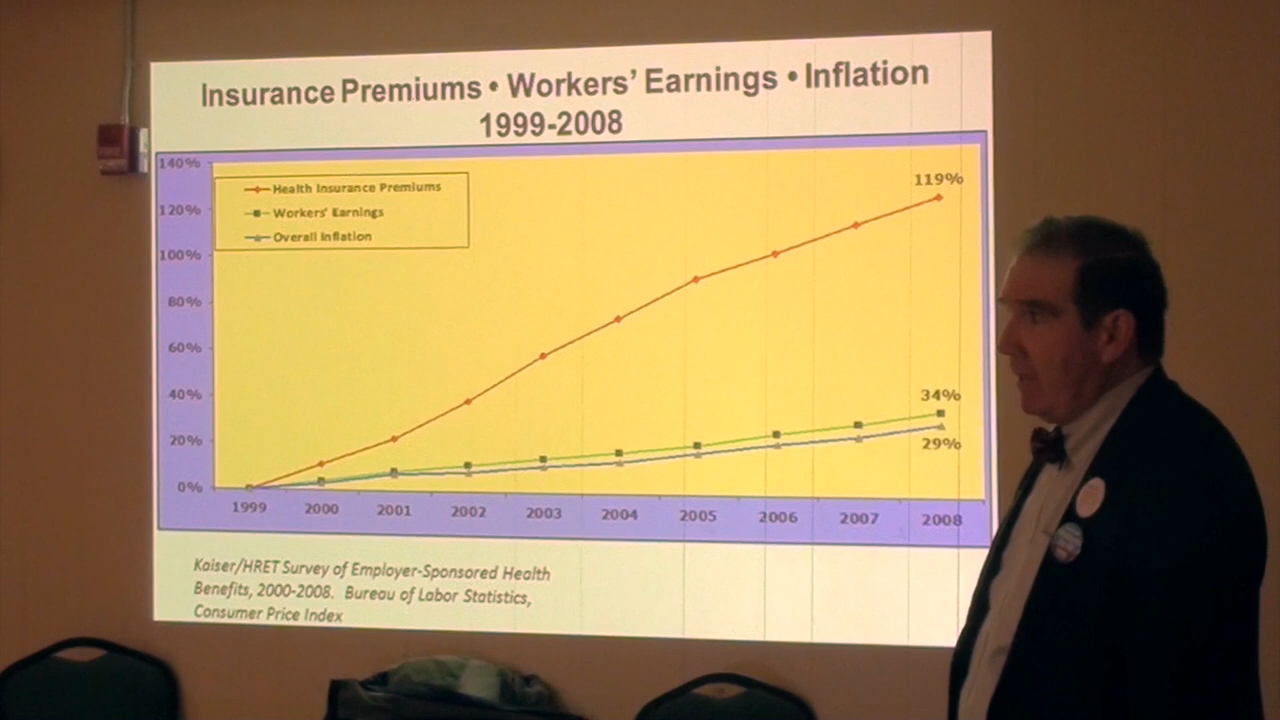 Insurance Premiums • Workers' Earnings • Inflation
1999-2008
140%
120%
100%
80%
60%
40%
20%
0%
Health Insurance Premiums
Workers' Earnings
Overall Inflation
119%
34%
29%
1999 2000 2001 2002 2003 2004 2005 2006 2007 2008
Kaiser/HRET Survey of Employer-Sponsored Health
Benefits, 2000-2008. Bureau of Labor Statistics,
Consumer Price Index